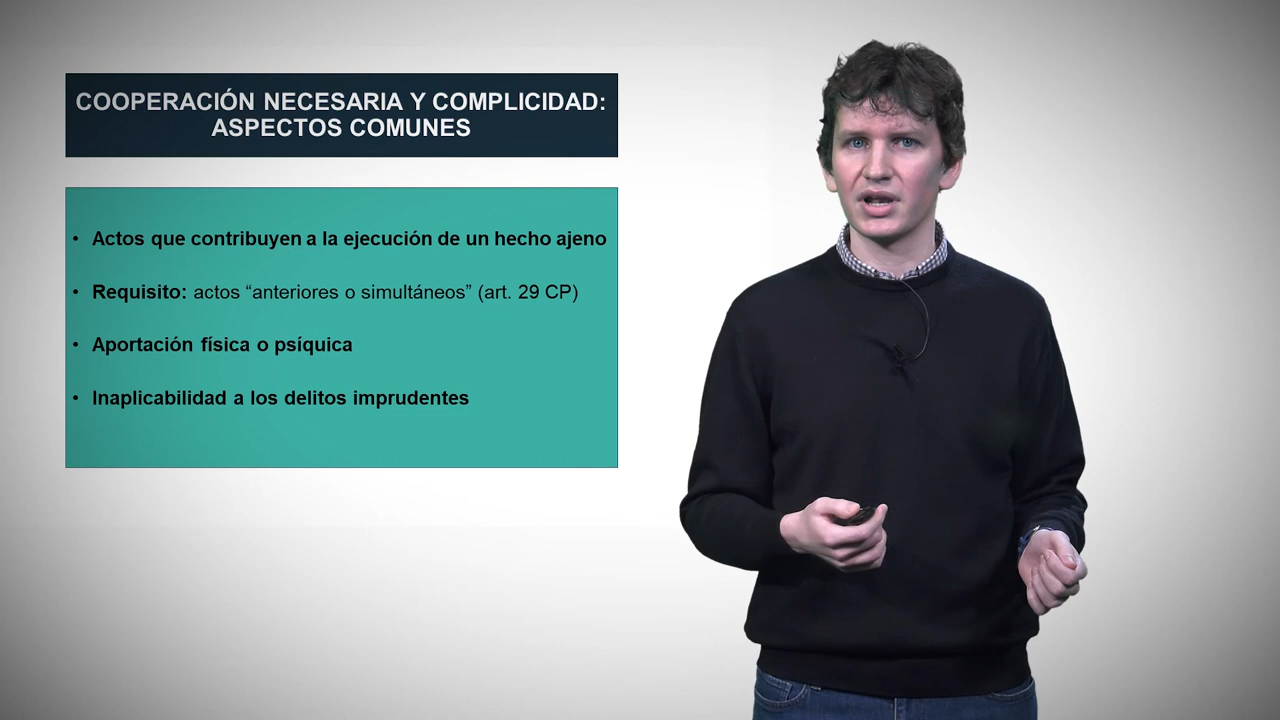 COOPERACIÓN NECESARIA Y COMPLICIDAD:
ASPECTOS COMUNES
• Actos que contribuyen a la ejecución de un hecho ajeno
• Requisito: actos “anteriores o simultáneos” (art. 29 CP)
• Aportación física o psíquica
• Inaplicabilidad a los delitos imprudentes